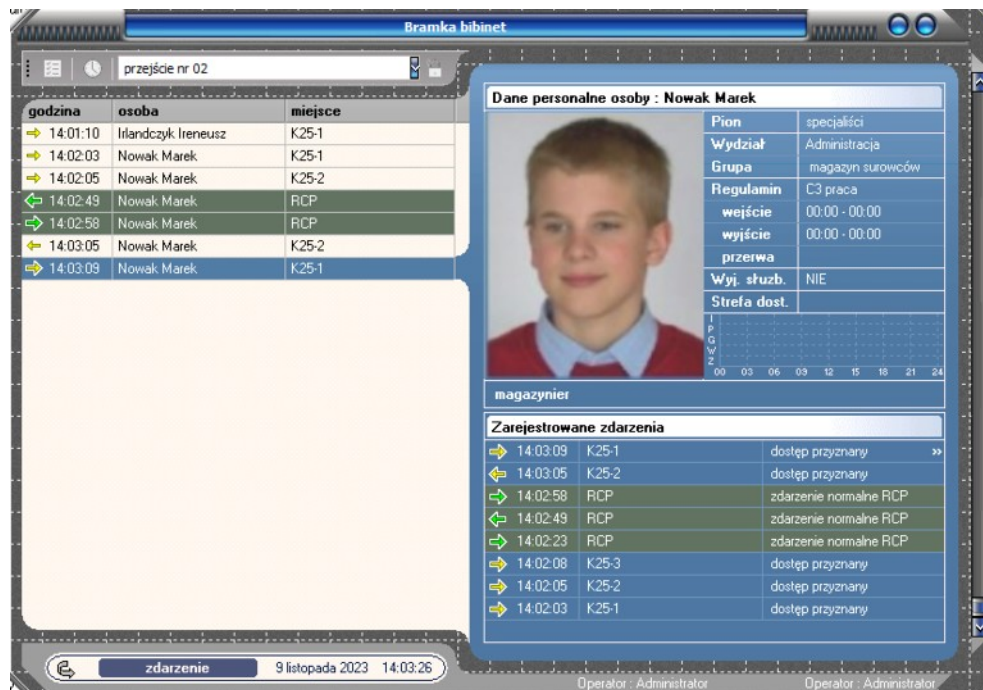 Bramka bibinet
przejście nr 02
godzina osoba miejsce
14:01:10 Irlandczyk Ireneusz K25-1
14:02:03 Nowak Marek K25-1
14:02:05 Nowak Marek K25-2
14:02:49 Nowak Marek RCP
14:02:58 Nowak Marek RCP
14:03:05 Nowak Marek K25-2
14:03:09 Nowak Marek K25-1
Dane personalne osoby : Nowak Marek
Pion specjaliści
Wydział Administracja
Grupa magazyn surowców
Regulamin C3 praca
wejście 00:00 - 00:00
wyjście 00:00 - 00:00
przerwa
Wyj. służb. NIE
Strefa dost.
I
P
G
W
Z
00 03 06 09 12 15 18 21 24
magazynier
Zarejestrowane zdarzenia
14:03:09 K25-1 dostęp przyznany »
14:03:05 K25-2 dostęp przyznany
14:02:58 RCP zdarzenie normalne RCP
14:02:49 RCP zdarzenie normalne RCP
14:02:23 RCP zdarzenie normalne RCP
14:02:08 K25-3 dostęp przyznany
14:02:05 K25-2 dostęp przyznany
14:02:03 K25-1 dostęp przyznany
zdarzenie 9 listopada 2023 14:03:26
Operator : Administrator Operator : Administrator